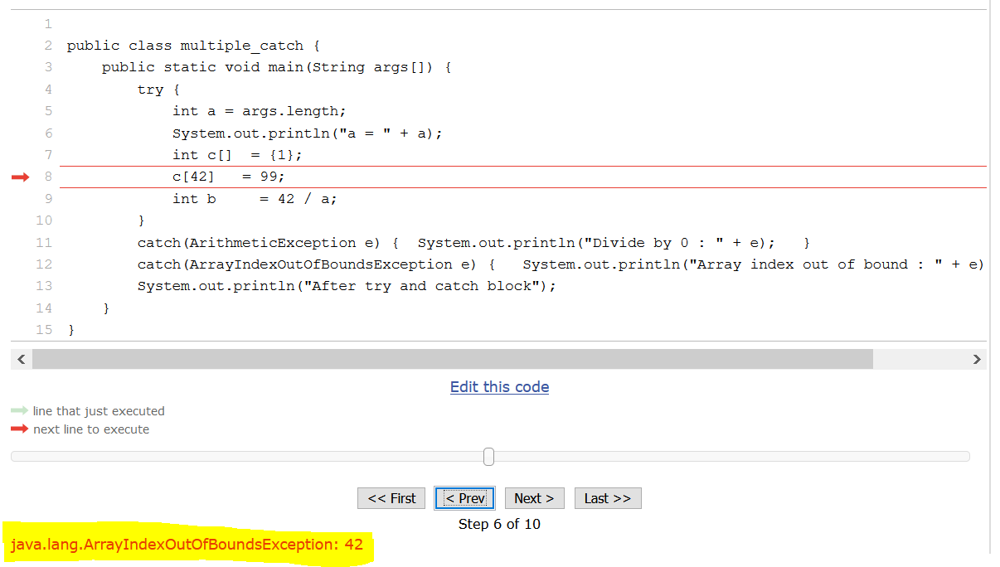 1
2 public class multiple_catch {
3     public static void main(String args[]) {
4         try {
5             int a = args.length;
6             System.out.println("a = " + a);
7             int c[]  = {1};
8             c[42]   = 99;
9             int b     = 42 / a;
10         }
11         catch(ArithmeticException e) {  System.out.println("Divide by 0 : " + e);   }
12         catch(ArrayIndexOutOfBoundsException e) {   System.out.println("Array index out of bound : " + e)
13         System.out.println("After try and catch block");
14     }
15 }
Edit this code
line that just executed
next line to execute
<< First < Prev Next > Last >>
Step 6 of 10
java.lang.ArrayIndexOutOfBoundsException: 42